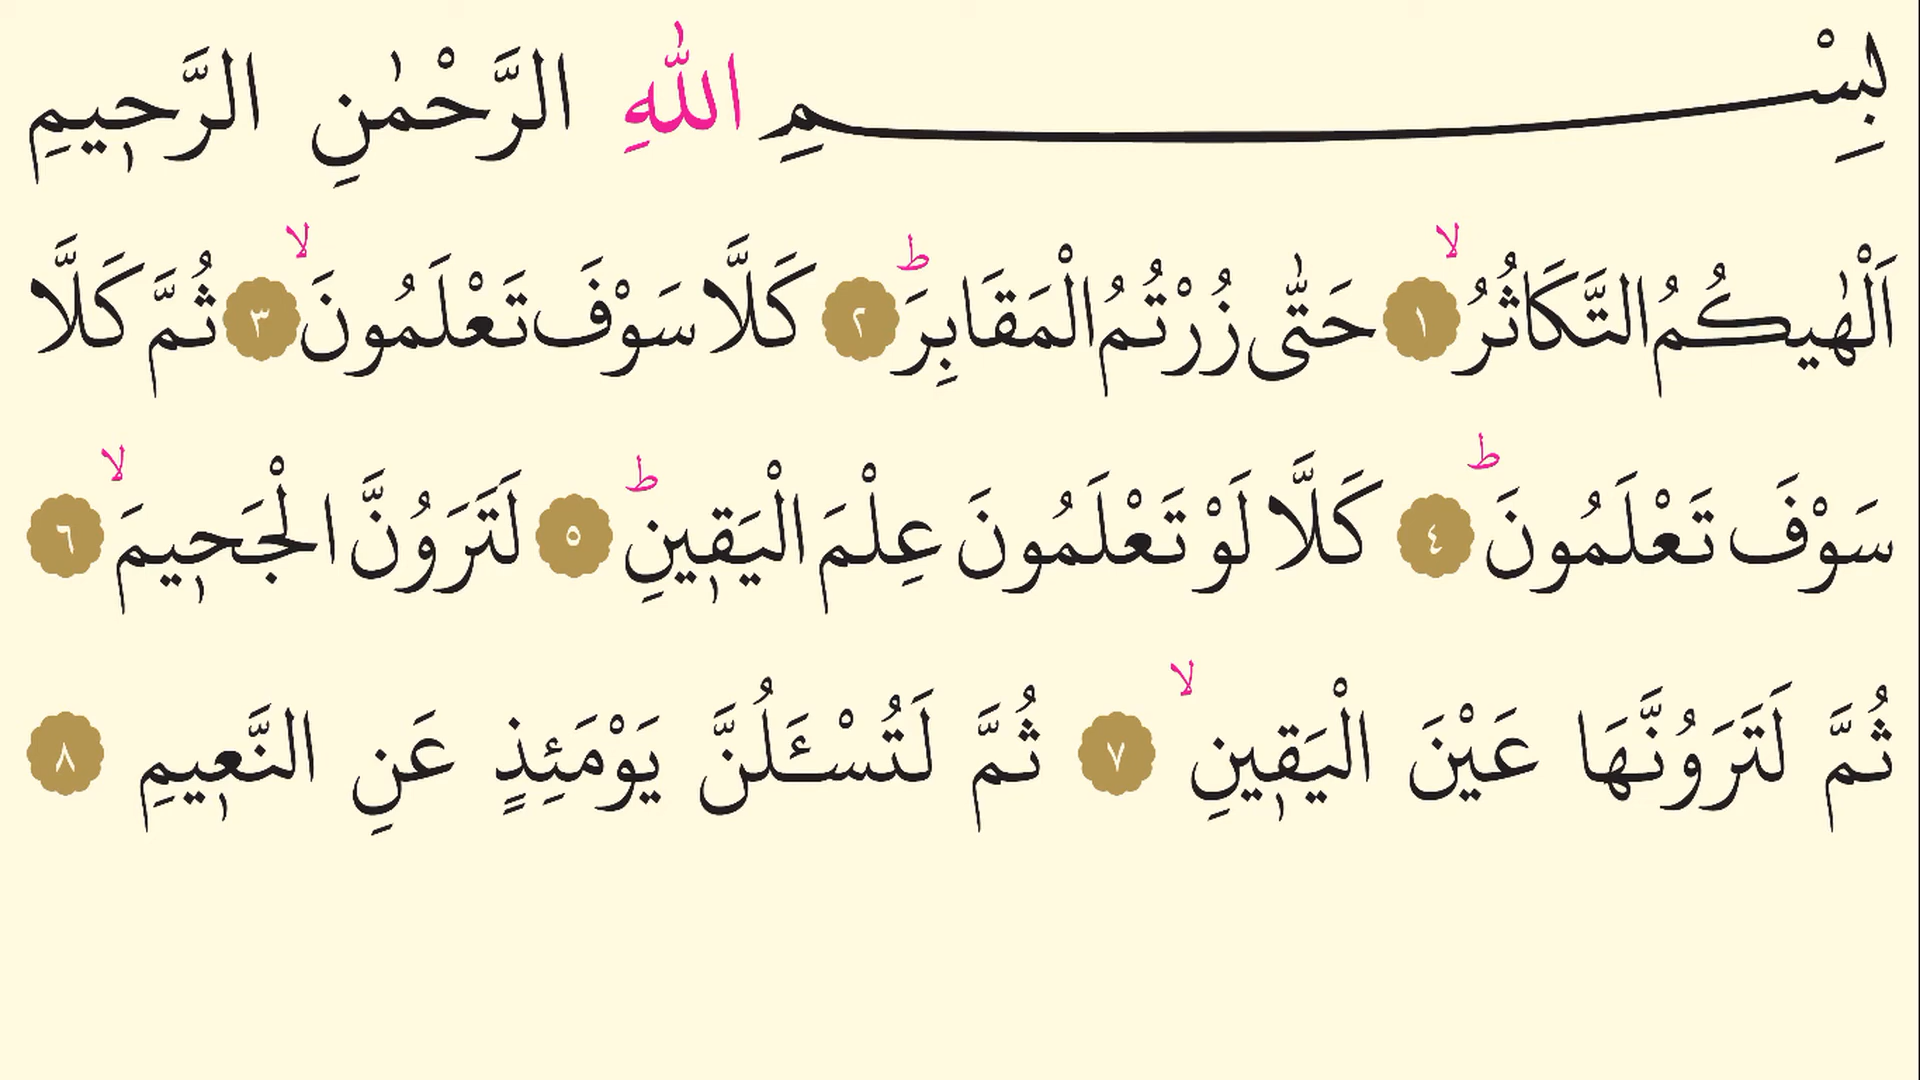 بِسْمِ اللّٰهِ الرَّحْمٰنِ الرَّحٖيمِ
اَلْهٰيكُمُ التَّكَاثُرُ ۙ ﴿١﴾ حَتّٰى زُرْتُمُ الْمَقَابِرَ ؕ ﴿٢﴾ كَلَّا سَوْفَ تَعْلَمُونَ ۙ ﴿٣﴾ ثُمَّ كَلَّا
سَوْفَ تَعْلَمُونَ ؕ ﴿٤﴾ كَلَّا لَوْ تَعْلَمُونَ عِلْمَ الْيَقٖينِ ؕ ﴿٥﴾ لَتَرَوُنَّ الْجَحٖيمَ ۙ ﴿٦﴾
ثُمَّ لَتَرَوُنَّهَا عَيْنَ الْيَقٖينِ ۙ ﴿٧﴾ ثُمَّ لَتُسْـَٔلُنَّ يَوْمَئِذٍ عَنِ النَّعٖيمِ ﴿٨﴾